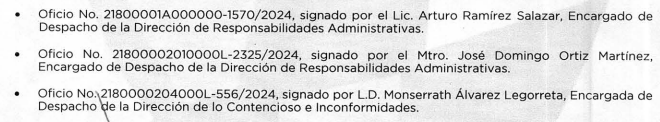 • Oficio No. 21800001A000000-1570/2024, signado por el Lic. Arturo Ramírez Salazar, Encargado de
Despacho de la Dirección de Responsabilidades Administrativas.
• Oficio No. 21800002010000L-2325/2024, signado por el Mtro. José Domingo Ortiz Martínez,
Encargado de Despacho de la Dirección de Responsabilidades Administrativas.
• Oficio No. 2180000204000L-556/2024, signado por L.D. Monserrath Álvarez Legorreta, Encargada de
Despacho de la Dirección de lo Contencioso e Inconformidades.